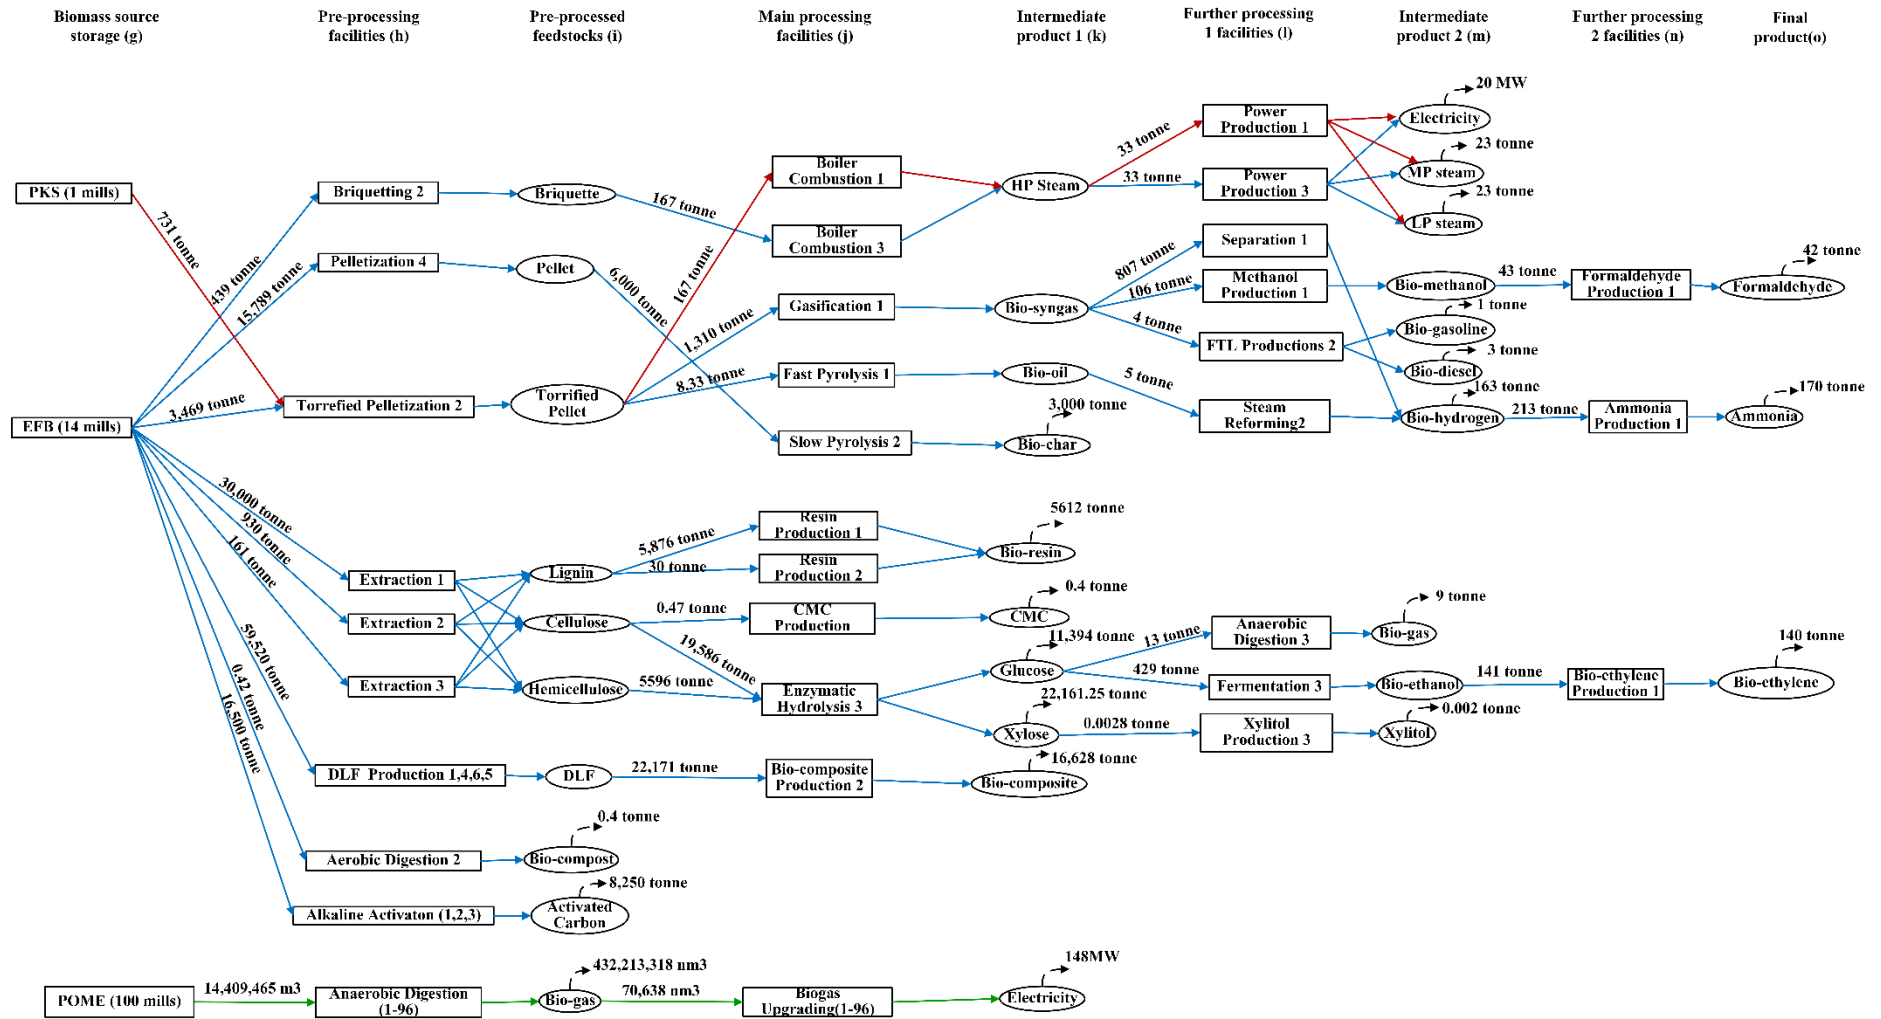 Biomass source
storage (g)
Pre-processing
facilities (h)
Pre-processed
feedstocks (i)
Main processing
facilities (j)
Intermediate
product 1 (k)
Further processing
1 facilities (l)
Intermediate
product 2 (m)
Further processing
2 facilities (n)
Final
product(o)
20 MW
Power
Production 1
Electricity
33 tonne
23 tonne
Boiler
Combustion 1
MP steam
PKS (1 mills)
Briquetting 2
Briquette
HP Steam
33 tonne
Power
Production 3
23 tonne
167 tonne
LP steam
731 tonne
Boiler
Combustion 3
Separation 1
439 tonne
15,789 tonne
Pelletization 4
Pellet
6,000 tonne
167 tonne
807 tonne
42 tonne
106 tonne
Methanol
Production 1
Bio-methanol
43 tonne
Formaldehyde
Production 1
Formaldehyde
1,310 tonne
Gasification 1
Bio-syngas
1 tonne
4 tonne
Bio-gasoline
FTL Productions 2
3 tonne
8.33 tonne
Fast Pyrolysis 1
Bio-oil
5 tonne
Bio-diesel
163 tonne
170 tonne
3,469 tonne
Torrefied Pelletization 2
Torrified
Pellet
3,000 tonne
Steam
Reforming2
Bio-hydrogen
213 tonne
Ammonia
Production 1
Ammonia
EFB (14 mills)
Slow Pyrolysis 2
Bio-char
30,000 tonne
930 tonne
161 tonne
59,520 tonne
0.42 tonne
16,500 tonne
5612 tonne
5,876 tonne
Resin
Production 1
Bio-resin
Extraction 1
Lignin
30 tonne
Resin
Production 2
0.4 tonne
Extraction 2
Cellulose
0.47 tonne
CMC
Production
CMC
9 tonne
19,586 tonne
11,394 tonne
13 tonne
Anaerobic
Digestion 3
Bio-gas
140 tonne
Extraction 3
Hemicellulose
5596 tonne
Enzymatic
Hydrolysis 3
Glucose
429 tonne
Fermentation 3
Bio-ethanol
141 tonne
Bio-ethylene
Production 1
Bio-ethylene
22,161.25 tonne
0.002 tonne
Xylose
0.0028 tonne
Xylitol
Production 3
Xylitol
16,628 tonne
DLF Production 1,4,6,5
DLF
22,171 tonne
Bio-composite
Production 2
Bio-composite
0.4 tonne
Aerobic Digestion 2
Bio-compost
8,250 tonne
Alkaline Activaton (1,2,3)
Activated
Carbon
432,213,318 nm3
148MW
POME (100 mills)
14,409,465 m3
Anaerobic Digestion
(1-96)
Bio-gas
70,638 nm3
Biogas
Upgrading(1-96)
Electricity